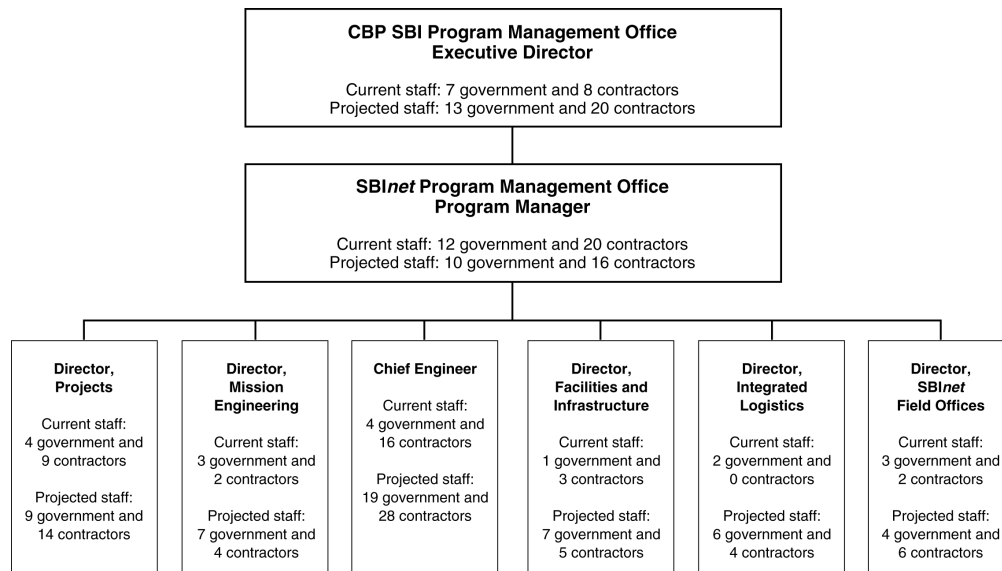 CBP SBI Program Management Office
Executive Director
Current staff: 7 government and 8 contractors
Projected staff: 13 government and 20 contractors
SBInet Program Management Office
Program Manager
Current staff: 12 government and 20 contractors
Projected staff: 10 government and 16 contractors
Director,
Projects
Current staff:
4 government and
9 contractors
Projected staff:
9 government and
14 contractors
Director,
Mission
Engineering
Current staff:
3 government and
2 contractors
Projected staff:
7 government and
4 contractors
Chief Engineer
Current staff:
4 government and
16 contractors
Projected staff:
19 government and
28 contractors
Director,
Facilities and
Infrastructure
Current staff:
1 government and
3 contractors
Projected staff:
7 government and
5 contractors
Director,
Integrated
Logistics
Current staff:
2 government and
0 contractors
Projected staff:
6 government and
4 contractors
Director,
SBInet
Field Offices
Current staff:
3 government and
2 contractors
Projected staff:
4 government and
6 contractors